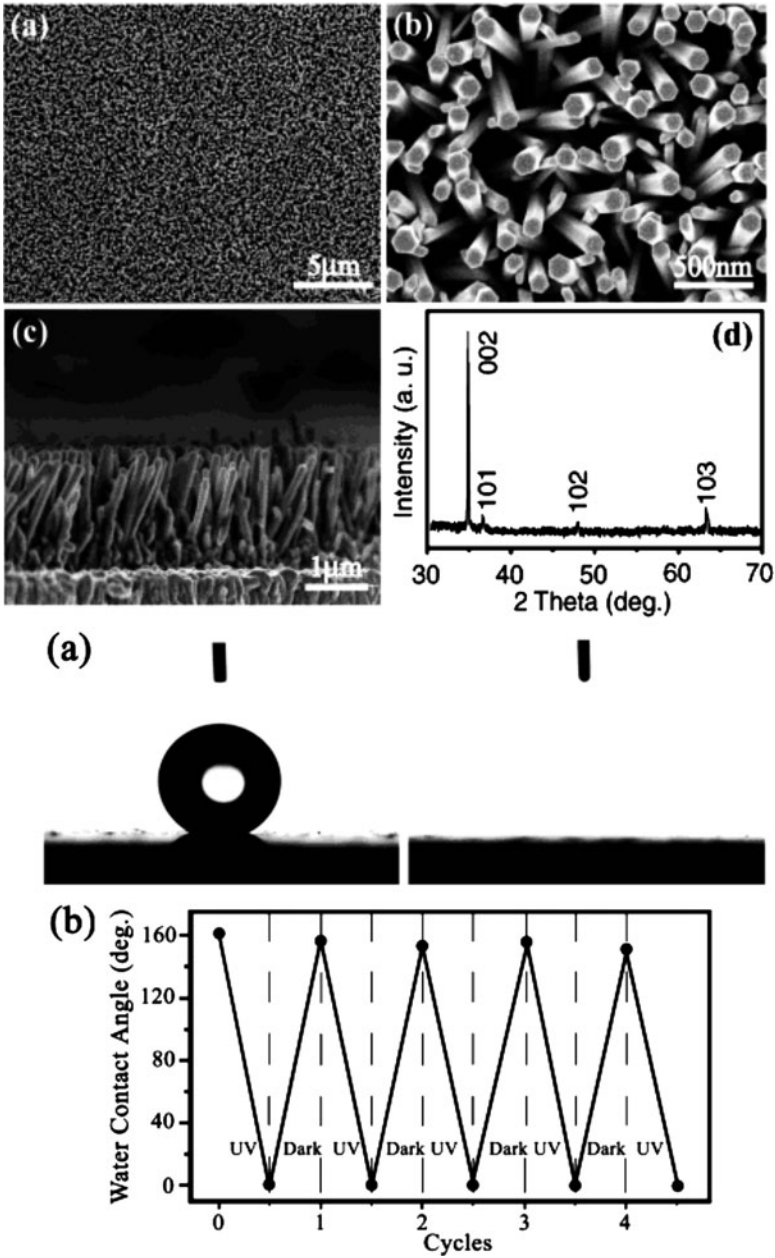 (a)
5μm
(b)
500nm
(c)
1μm
(d)
Intensity (a. u.)
002
101
102
103
30 40 50 60 70
2 Theta (deg.)
(a)
(b)
Water Contact Angle (deg.)
160
120
80
40
0
UV Dark UV Dark UV Dark UV Dark UV
0 1 2 3 4
Cycles